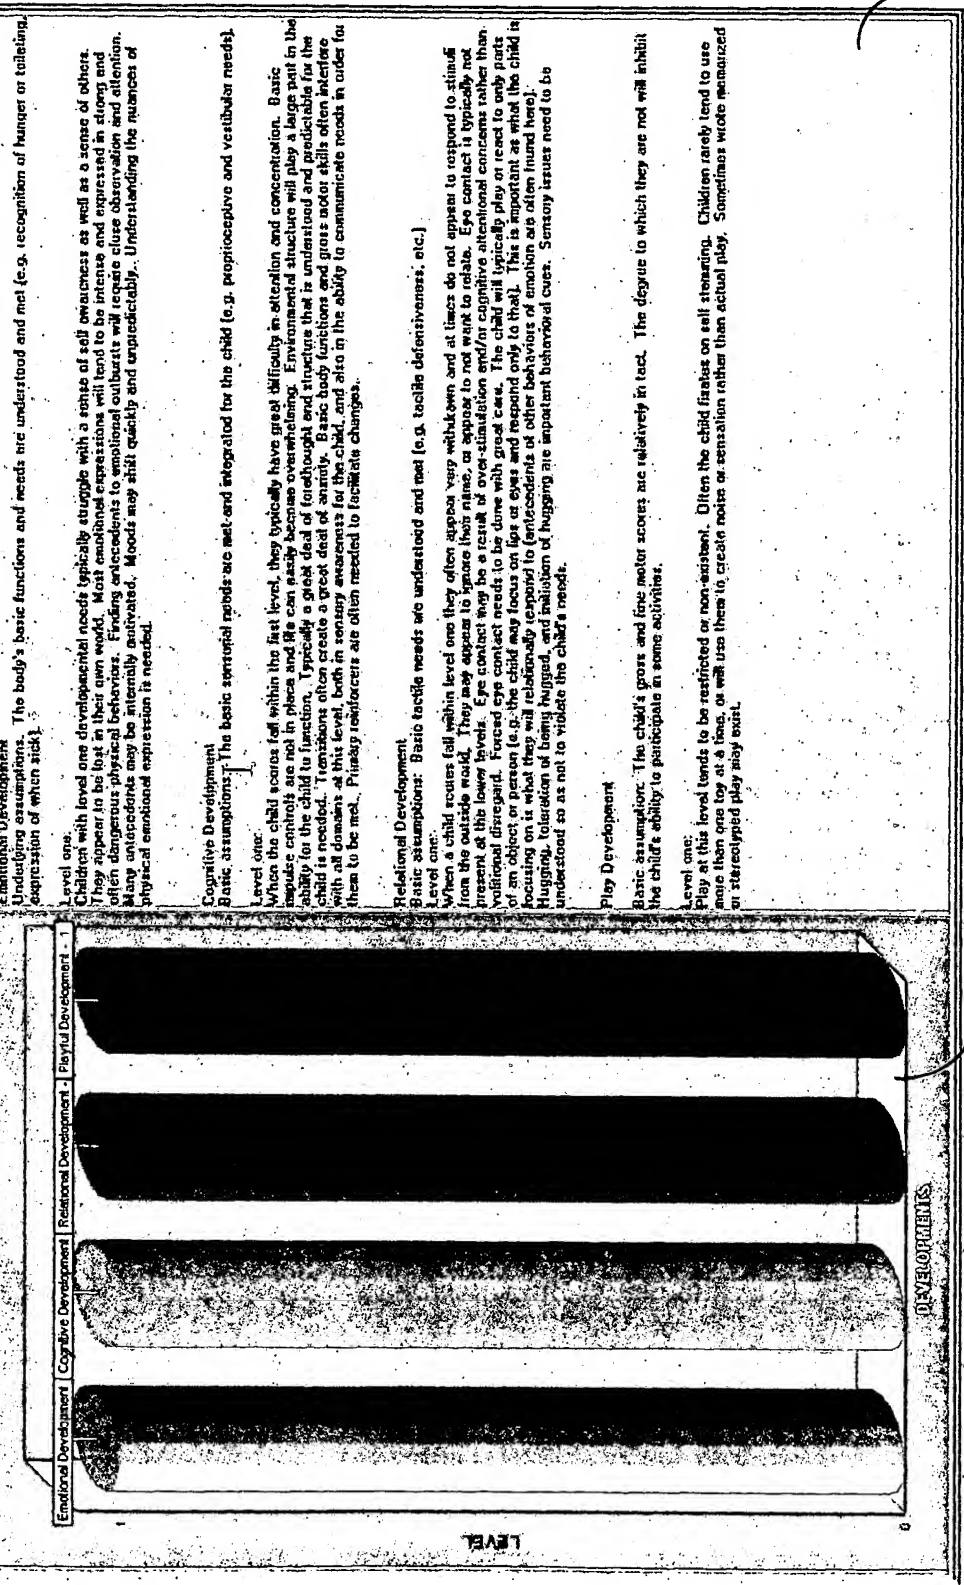 Emotional Development
Underlying assumptions. The body's basic functions and needs are understood and met (e.g. recognition of hunger or toileting,
expression of when sick).
Level one:
Children with level one developmental needs typically struggle with a sense of self awareness as well as a sense of others.
They appear to be lost in their own world. Most emotional expressions will tend to be intense and expressed in strong and
often dangerous physical behaviors. Finding antecedents to emotional outbursts will require close observation and attention.
Many antecedents may be internally motivated. Moods may shift quickly and unpredictably. Understanding the nuances of
physical emotional expression is needed.
Cognitive Development
Basic assumptions: The basic sensorial needs are met and integrated for the child (e.g. proprioceptive and vestibular needs).
Level one:
When the child scores fall within the first level, they typically have great difficulty in attention and concentration. Basic
impulse controls are not in place and life can easily become overwhelming. Environmental structure will play a large part in the
ability for the child to function. Typically a great deal of forethought and structure that is understood and predictable for the
child is needed. Transitions often create a great deal of anxiety. Basic body functions and gross motor skills often interfere
with all domains at this level, both in sensory awareness for the child, and also in the ability to communicate needs in order for
them to be met. Primary reinforcers are often needed to facilitate changes.
Relational Development
Basic assumptions: Basic tactile needs are understood and met (e.g. tactile defensiveness, etc.)
Level one:
When a child scores fall within level one they often appear very withdrawn and at times do not appear to respond to stimuli
from the outside world. They may appear to ignore their name, or appear to not want to relate. Eye contact is typically not
present at the lower levels. Eye contact may be a result of over-stimulation and/or cognitive attentional concerns rather than
volitional disregard. Forced eye contact needs to be done with great care. The child will typically play or react to only parts
of an object or person (e.g. the child may focus on lips or eyes and respond only to that). This is important as what the child is
focusing on is what they will relationally respond to (antecedents of other behaviors of emotion are often found here).
Hugging, toleration of being hugged, and initiation of hugging are important behavioral cues. Sensory issues need to be
understood so as not to violate the child's needs.
Play Development
Basic assumption: The child's gross and fine motor scores are relatively in tact. The degree to which they are not will inhibit
the child's ability to participate in some activities.
Level one:
Play at this level tends to be restricted or non-existant. Often the child fixates on self stemming. Children rarely tend to use
more than one toy at a time, or will use them to create noise or sensation rather than actual play. Sometimes wrote memorized
or stereotypped play may exist.
Emotional Development
Cognitive Development
Relational Development -
Playful Development - 1
LEVEL
1
0
DEVELOPMENTS